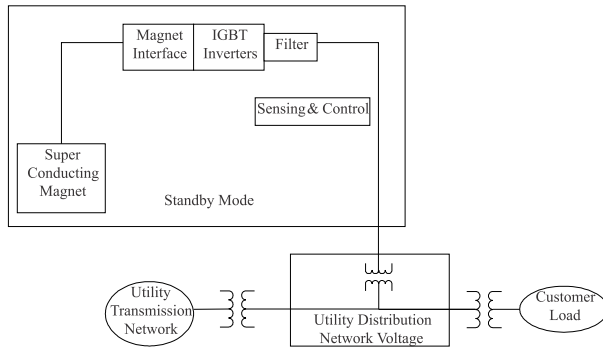 Magnet
Interface
IGBT
Inverters
Filter
Sensing & Control
Super
Conducting
Magnet
Standby Mode
Utility
Transmission
Network
Utility Distribution
Network Voltage
Customer
Load